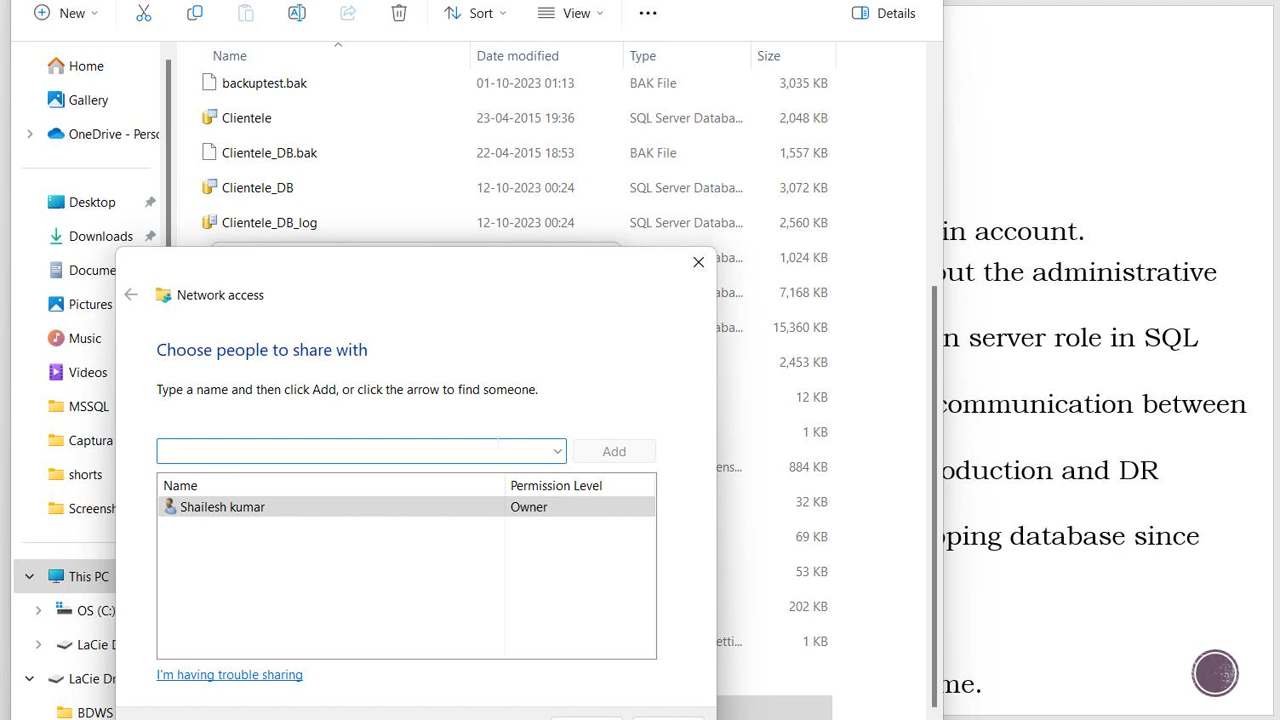 New
Sort
View
Details
Name Date modified Type Size
Home
Gallery
OneDrive - Perso
Desktop
Downloads
Docume
Pictures
Music
Videos
MSSQL
Captura
shorts
Screensh
This PC
OS (C:)
LaCie D
LaCie Dr
BDWS
backuptest.bak 01-10-2023 01:13 BAK File 3,035 KB
Clientele 23-04-2015 19:36 SQL Server Databa... 2,048 KB
Clientele_DB.bak 22-04-2015 18:53 BAK File 1,557 KB
Clientele_DB 12-10-2023 00:24 SQL Server Databa... 3,072 KB
Clientele_DB_log 12-10-2023 00:24 SQL Server Databa... 2,560 KB
aba... 1,024 KB
aba... 7,168 KB
aba... 15,360 KB
2,453 KB
12 KB
1 KB
ens... 884 KB
32 KB
69 KB
53 KB
202 KB
etti... 1 KB
Network access
Choose people to share with
Type a name and then click Add, or click the arrow to find someone.
Add
Name Permission Level
Shailesh kumar Owner
I'm having trouble sharing
in account.
out the administrative
n server role in SQL
communication between
oduction and DR
pping database since
me.